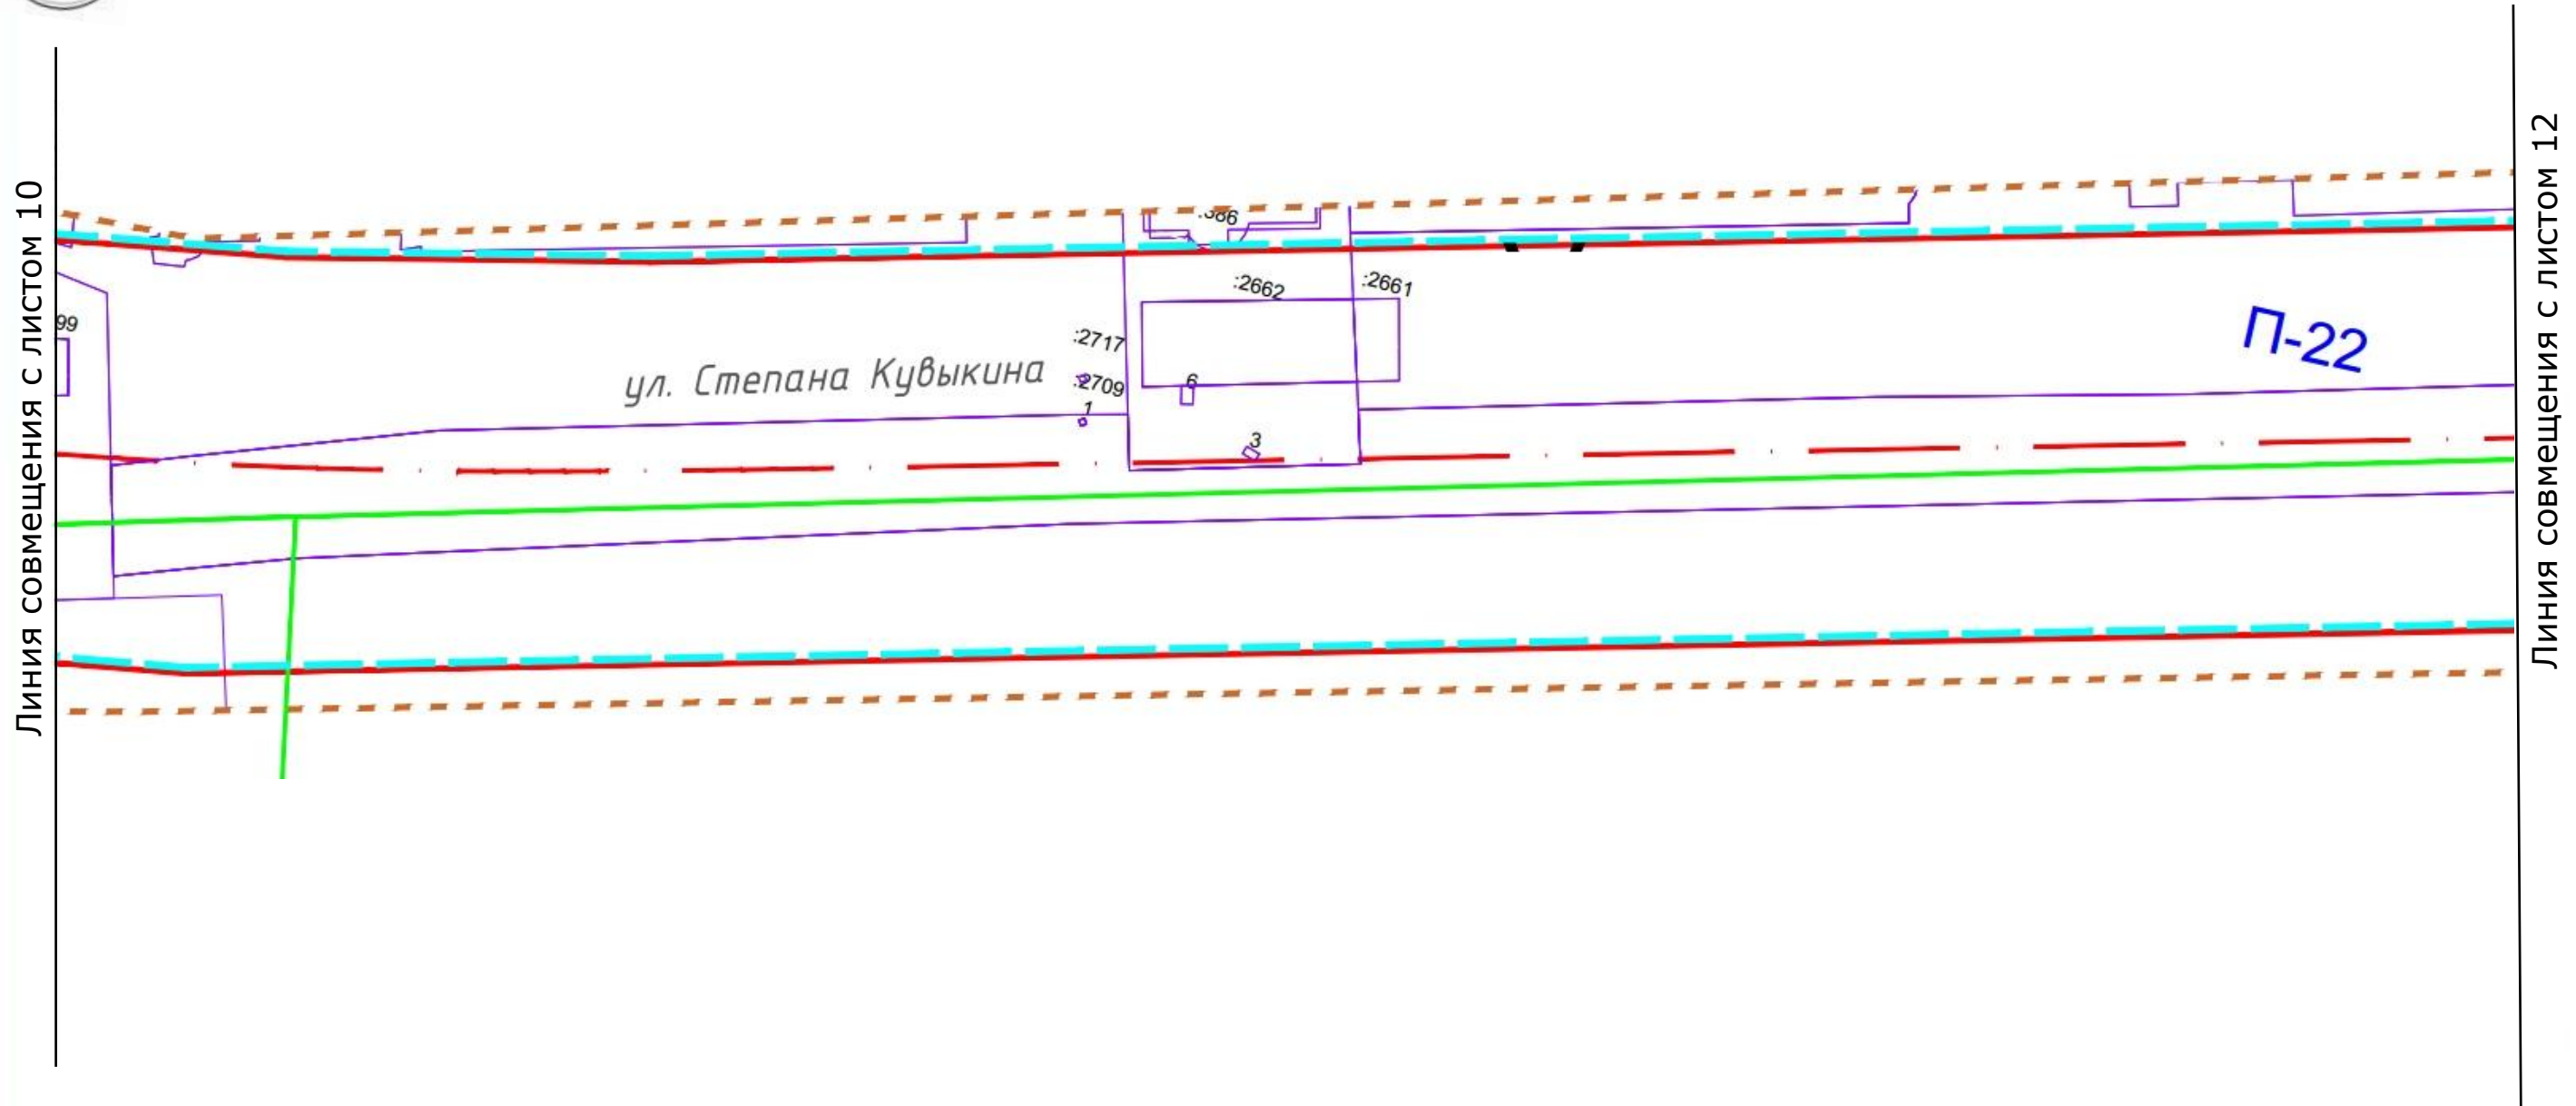 Линия совмещения с листом 10
99
ул. Степана Кувыкина
:2717
:2709
1
.386
:2662
:2661
6
3
П-22
Линия совмещения с листом 12